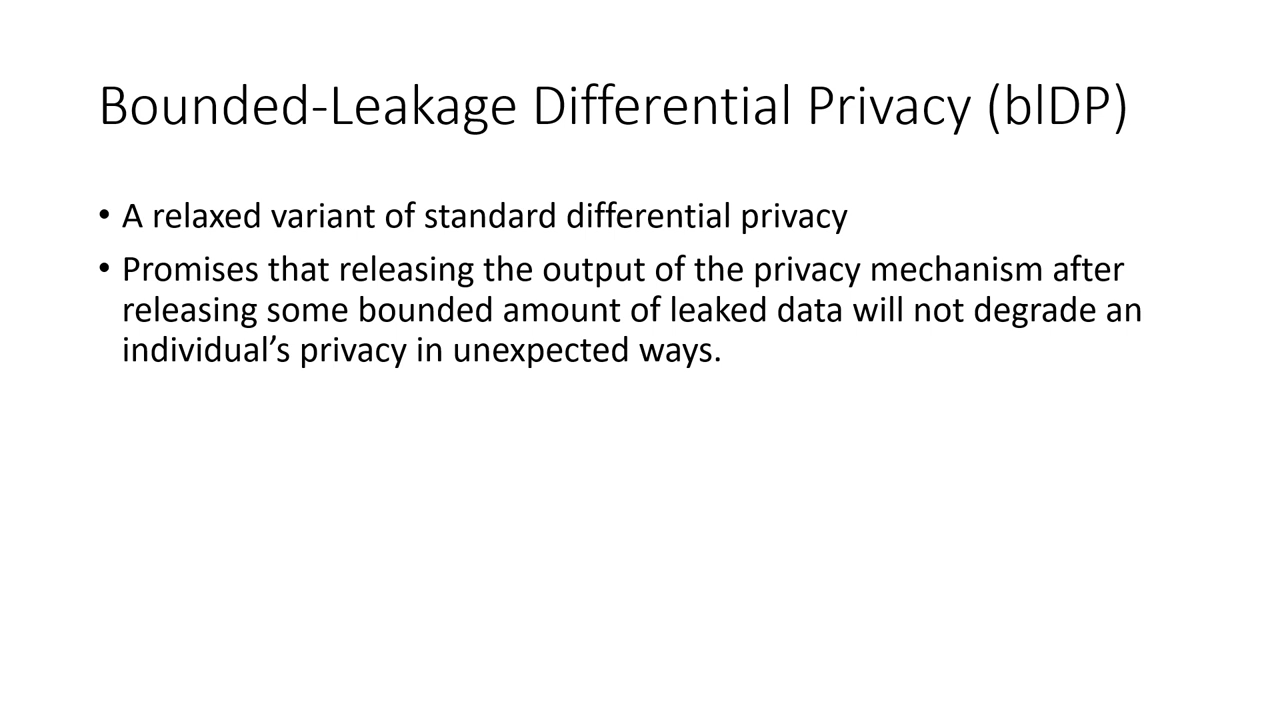 Bounded-Leakage Differential Privacy (blDP)
• A relaxed variant of standard differential privacy
• Promises that releasing the output of the privacy mechanism after
releasing some bounded amount of leaked data will not degrade an
individual’s privacy in unexpected ways.